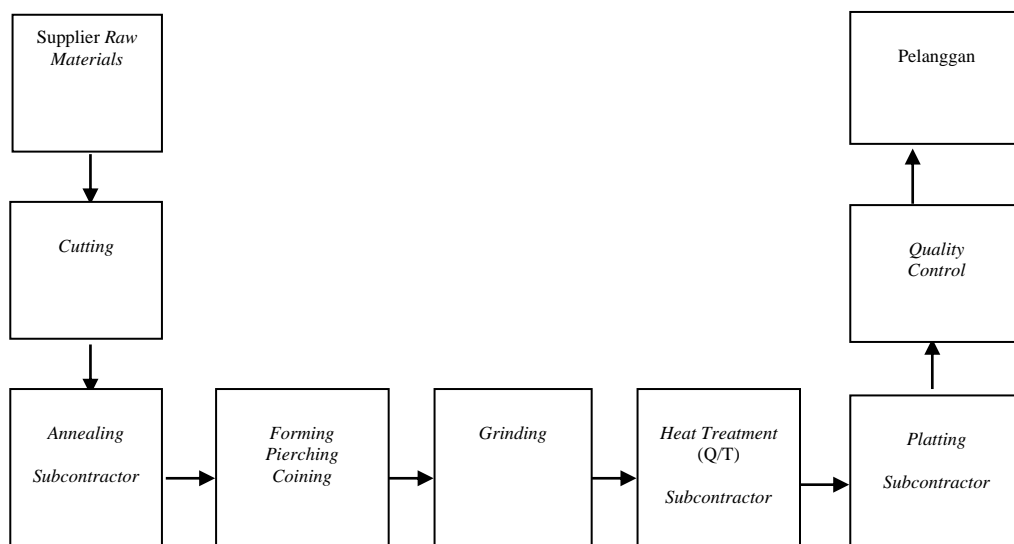 Supplier Raw
Materials
Cutting
Annealing
Subcontractor
Forming
Pierching
Coining
Grinding
Heat Treatment
(Q/T)
Subcontractor
Platting
Subcontractor
Quality
Control
Pelanggan